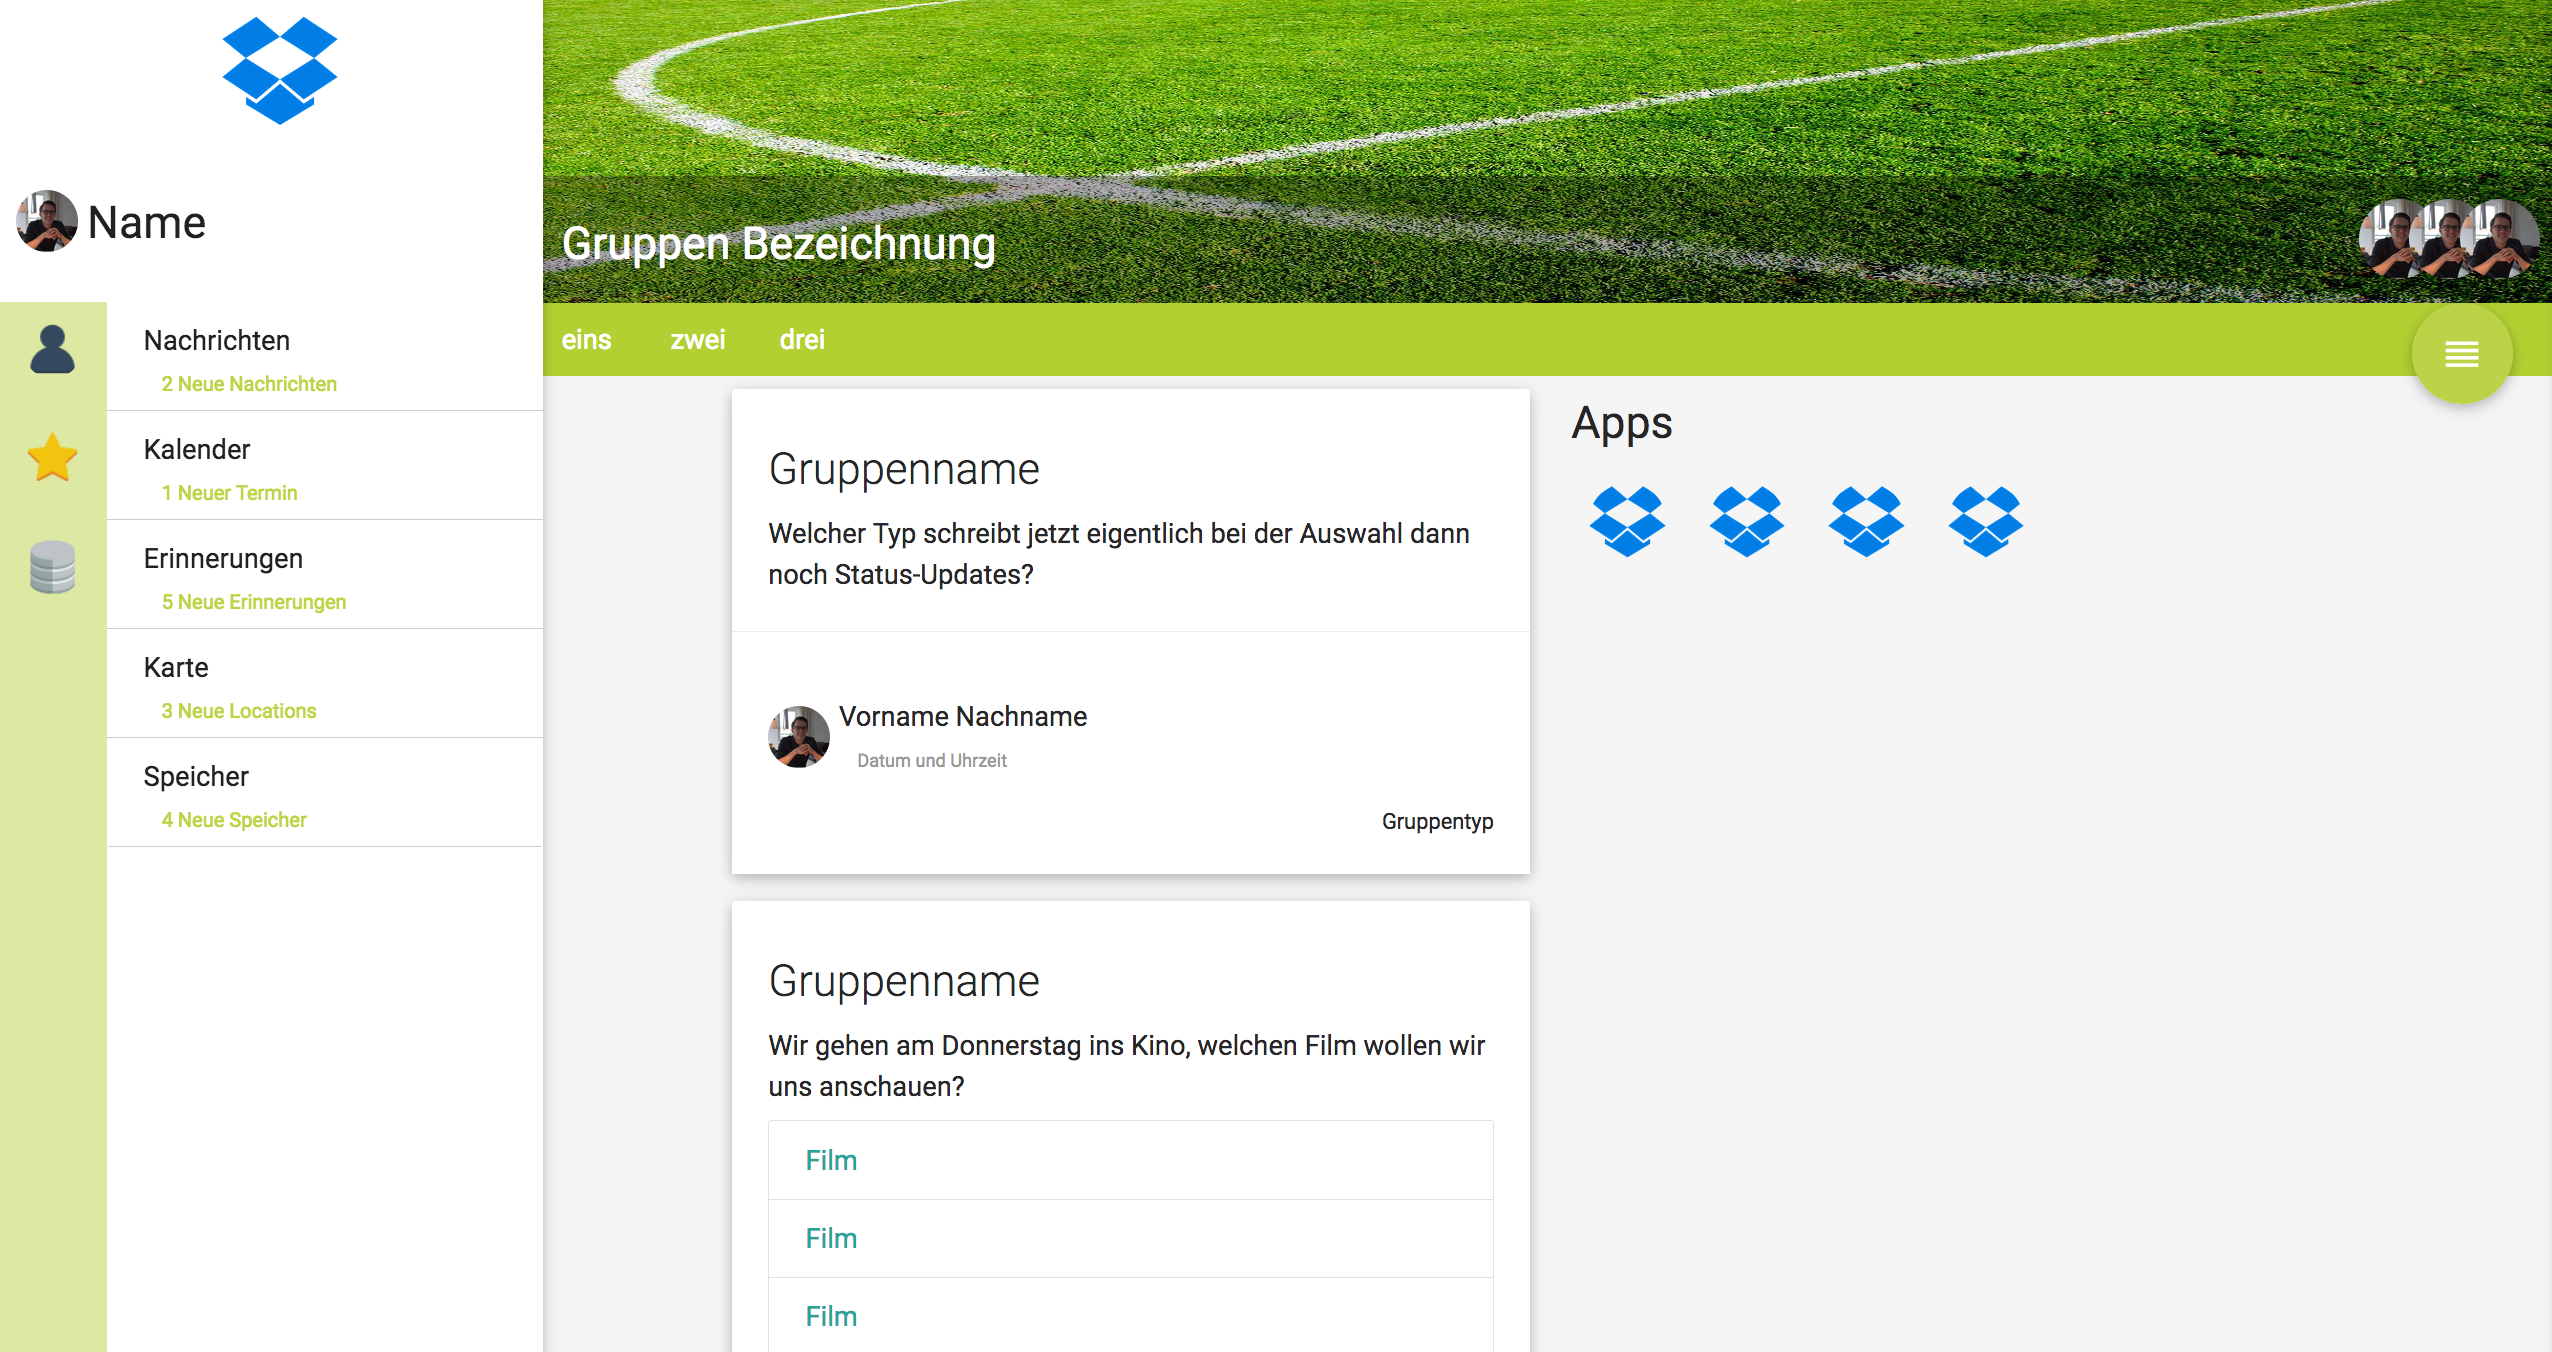 Name
Nachrichten
2 Neue Nachrichten
Kalender
1 Neuer Termin
Erinnerungen
5 Neue Erinnerungen
Karte
3 Neue Locations
Speicher
4 Neue Speicher
Gruppen Bezeichnung
eins zwei drei
Gruppenname
Welcher Typ schreibt jetzt eigentlich bei der Auswahl dann
noch Status-Updates?
Vorname Nachname
Datum und Uhrzeit
Gruppentyp
Gruppenname
Wir gehen am Donnerstag ins Kino, welchen Film wollen wir
uns anschauen?
Film
Film
Film
Apps